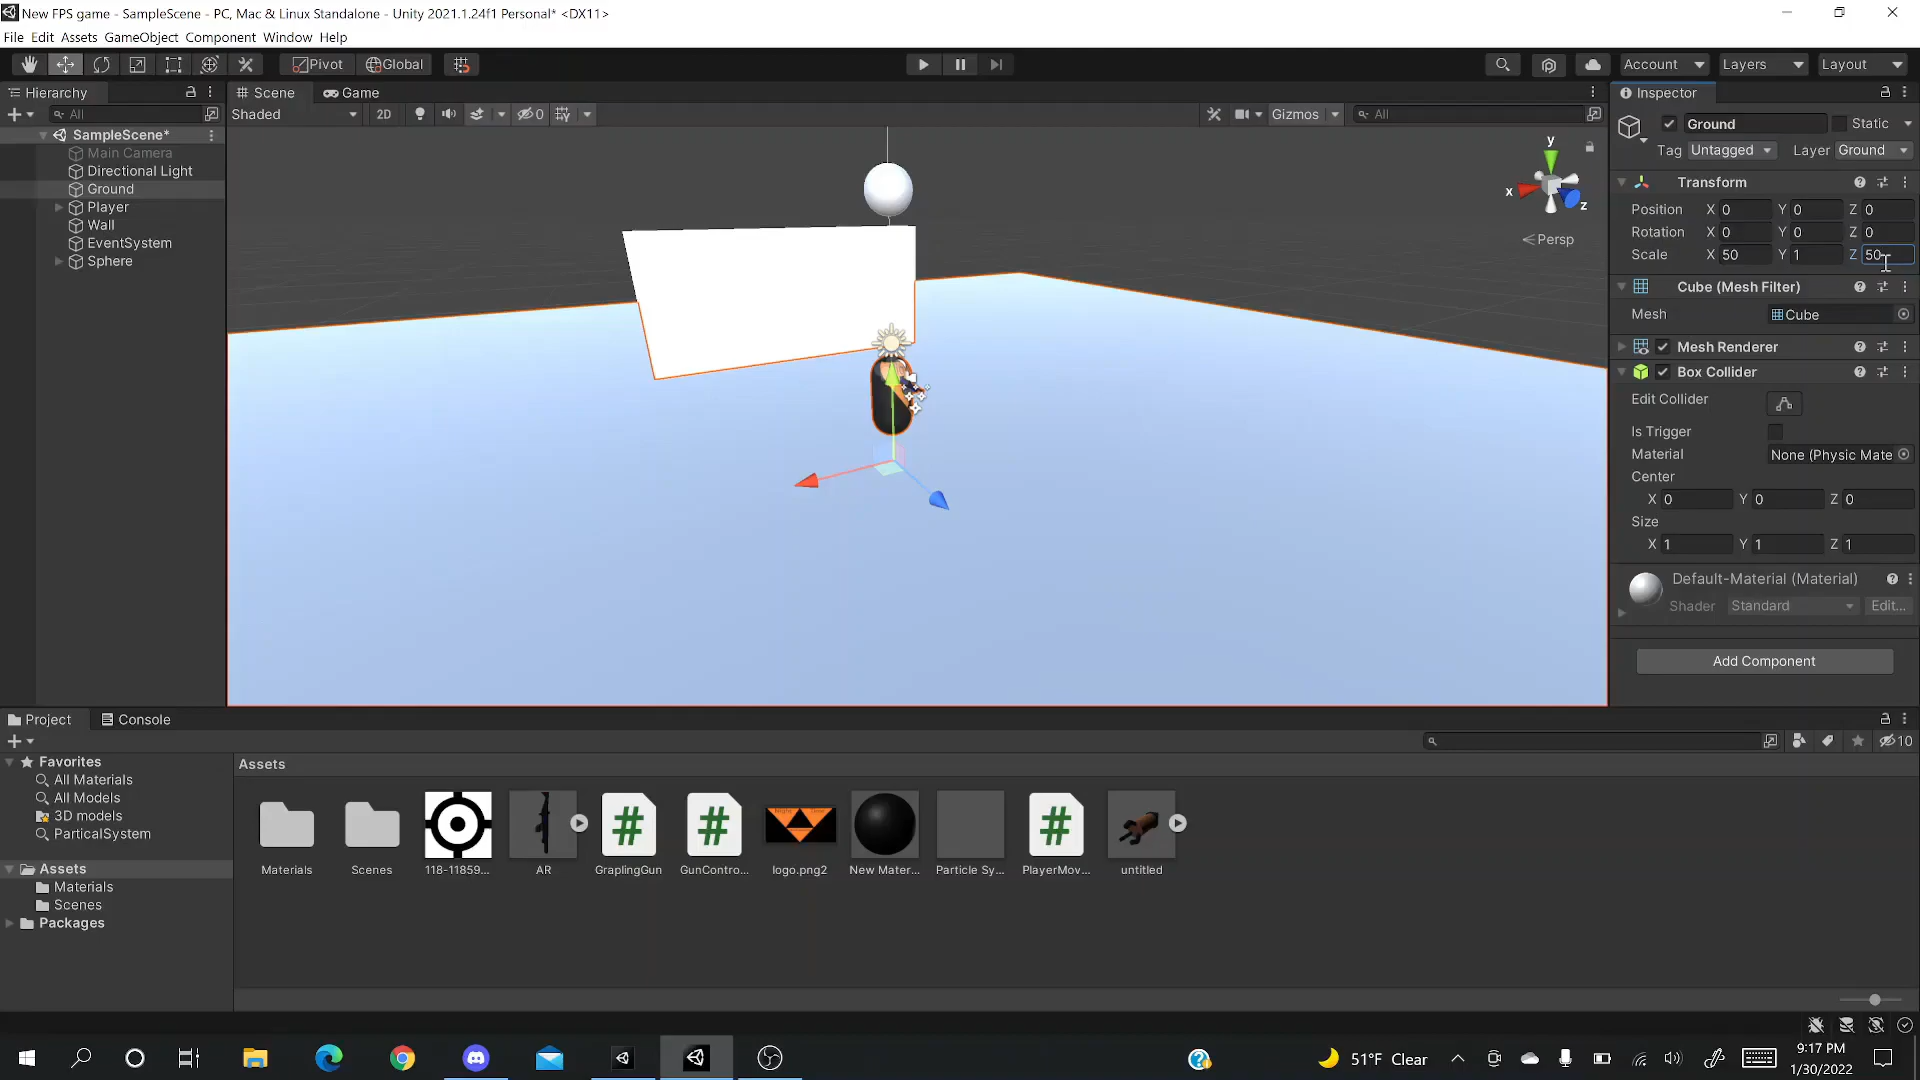 New FPS game - SampleScene - PC, Mac & Linux Standalone - Unity 2021.1.24f1 Personal* <DX11>
File Edit Assets GameObject Component Window Help
Pivot Global Account Layers Layout
Hierarchy
All
SampleScene*
Main Camera
Directional Light
Ground
Player
Wall
EventSystem
Sphere
Scene Game
Shaded 2D 0 Gizmos All
y
x
z
Persp
Inspector
Ground Static
Tag Untagged Layer Ground
Transform
Position X 0 Y 0 Z 0
Rotation X 0 Y 0 Z 0
Scale X 50 Y 1 Z 50
Cube (Mesh Filter)
Mesh Cube
Mesh Renderer
Box Collider
Edit Collider
Is Trigger
Material None (Physic Mate
Center
X 0 Y 0 Z 0
Size
X 1 Y 1 Z 1
Default-Material (Material)
Shader Standard Edit...
Add Component
Project Console
10
Favorites
All Materials
All Models
3D models
ParticalSystem
Assets
Materials
Scenes
Packages
Assets
Materials Scenes 118-11859... AR GraplingGun GunContro... logo.png2 New Mater... Particle Sy... PlayerMov... untitled
51°F Clear
9:17 PM
1/30/2022